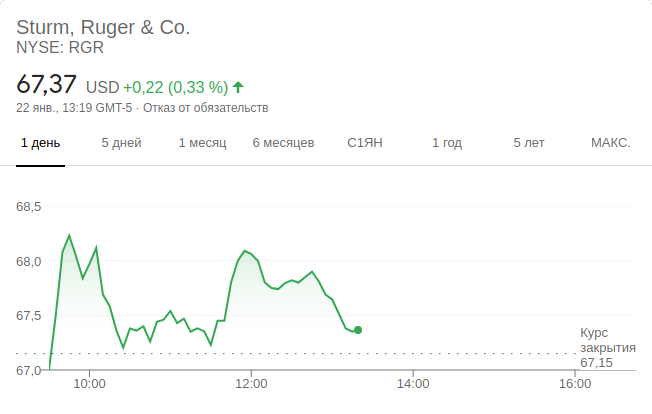 Sturm, Ruger & Co.
NYSE: RGR
67,37 USD +0,22 (0,33 %)
22 янв., 13:19 GMT-5 · Отказ от обязательств
1 день 5 дней 1 месяц 6 месяцев С1ЯН 1 год 5 лет МАКС.
68,5
68,0
67,5
67,0
Курс
закрытия
67,15
10:00 12:00 14:00 16:00